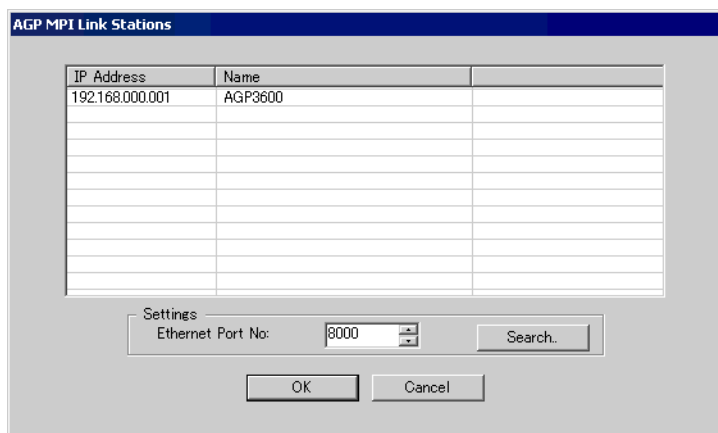 AGP MPI Link Stations
IP Address Name
192.168.000.001 AGP3600
Settings
Ethernet Port No: 8000 Search..
OK Cancel